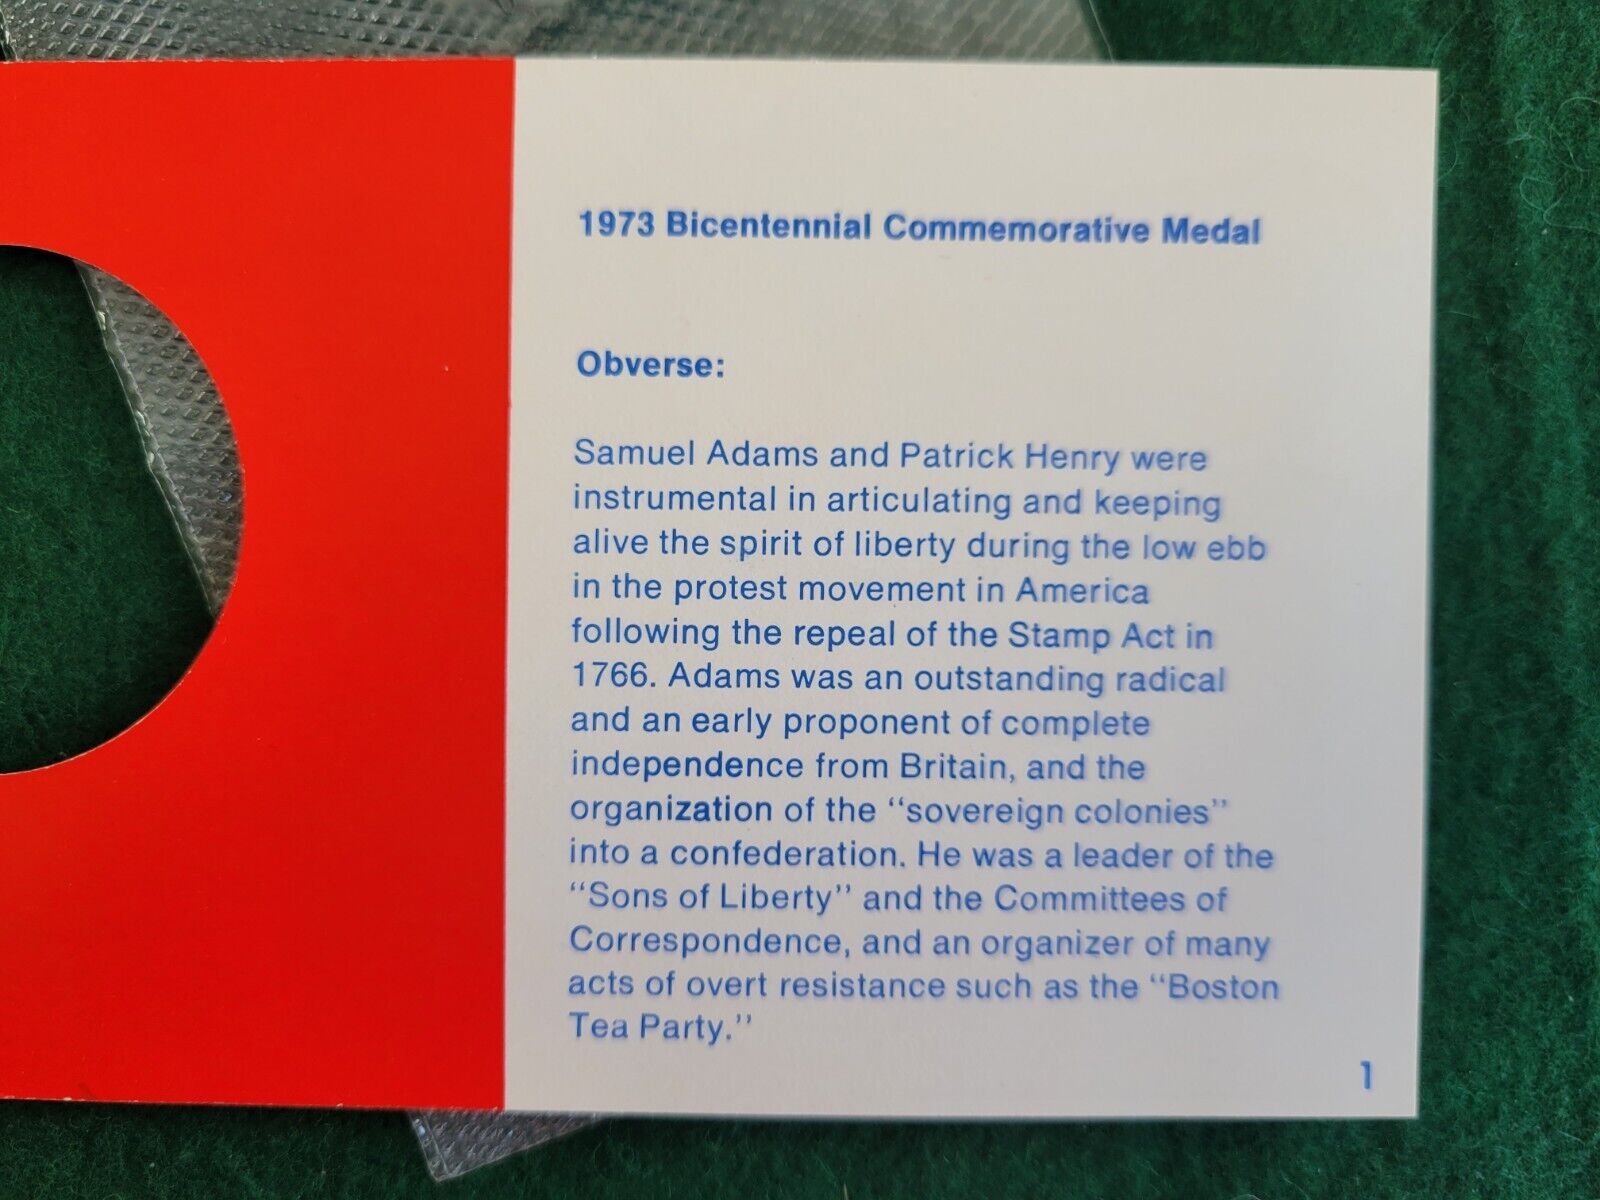 1973 Bicentennial Commemorative Medal
Obverse:
Samuel Adams and Patrick Henry were
instrumental in articulating and keeping
alive the spirit of liberty during the low ebb
in the protest movement in America
following the repeal of the Stamp Act in
1766. Adams was an outstanding radical
and an early proponent of complete
independence from Britain, and the
organization of the "sovereign colonies"
into a confederation. He was a leader of the
"Sons of Liberty" and the Committees of
Correspondence, and an organizer of many
acts of overt resistance such as the "Boston
Tea Party."
1